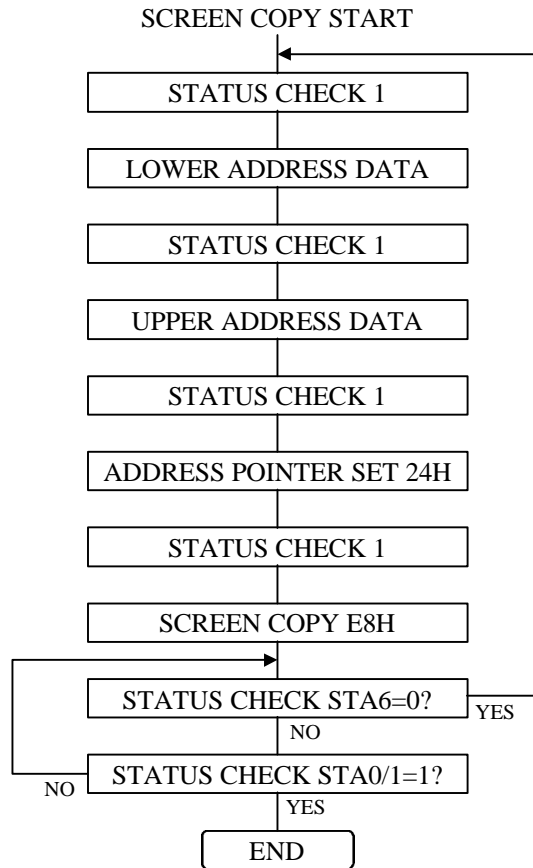 SCREEN COPY START
STATUS CHECK 1
LOWER ADDRESS DATA
STATUS CHECK 1
UPPER ADDRESS DATA
STATUS CHECK 1
ADDRESS POINTER SET 24H
STATUS CHECK 1
SCREEN COPY E8H
STATUS CHECK STA6=0?
YES
NO
STATUS CHECK STA0/1=1?
NO
YES
END